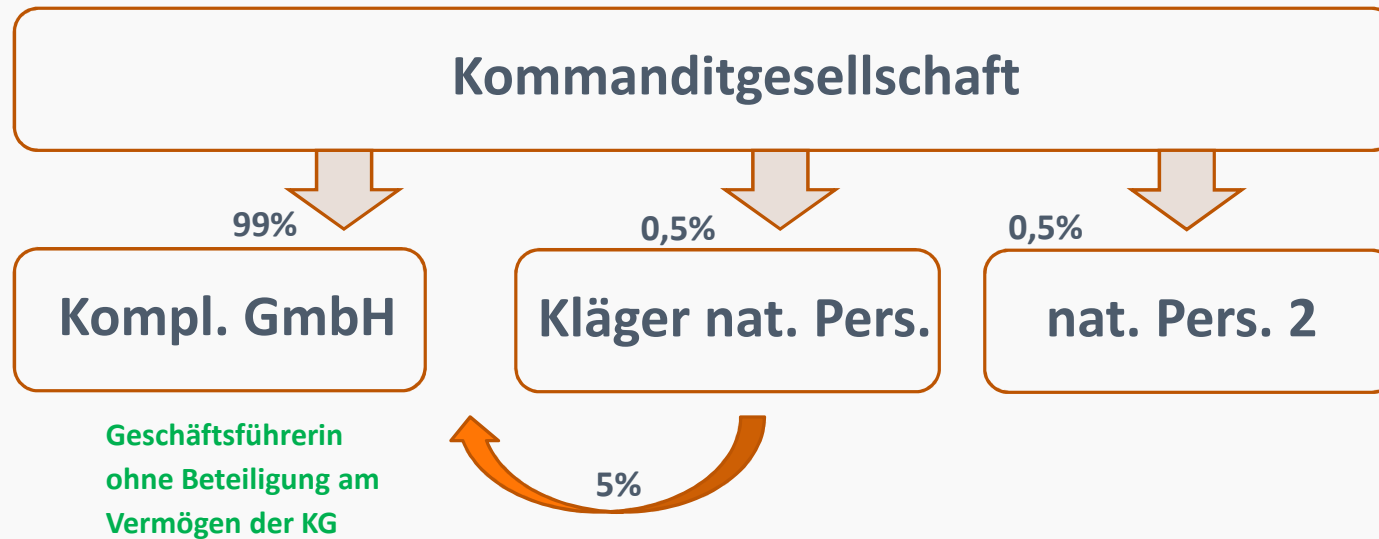 Kommanditgesellschaft
99%
0,5%
0,5%
Kompl. GmbH
Kläger nat. Pers.
nat. Pers. 2
Geschäftsführerin
ohne Beteiligung am
Vermögen der KG
5%